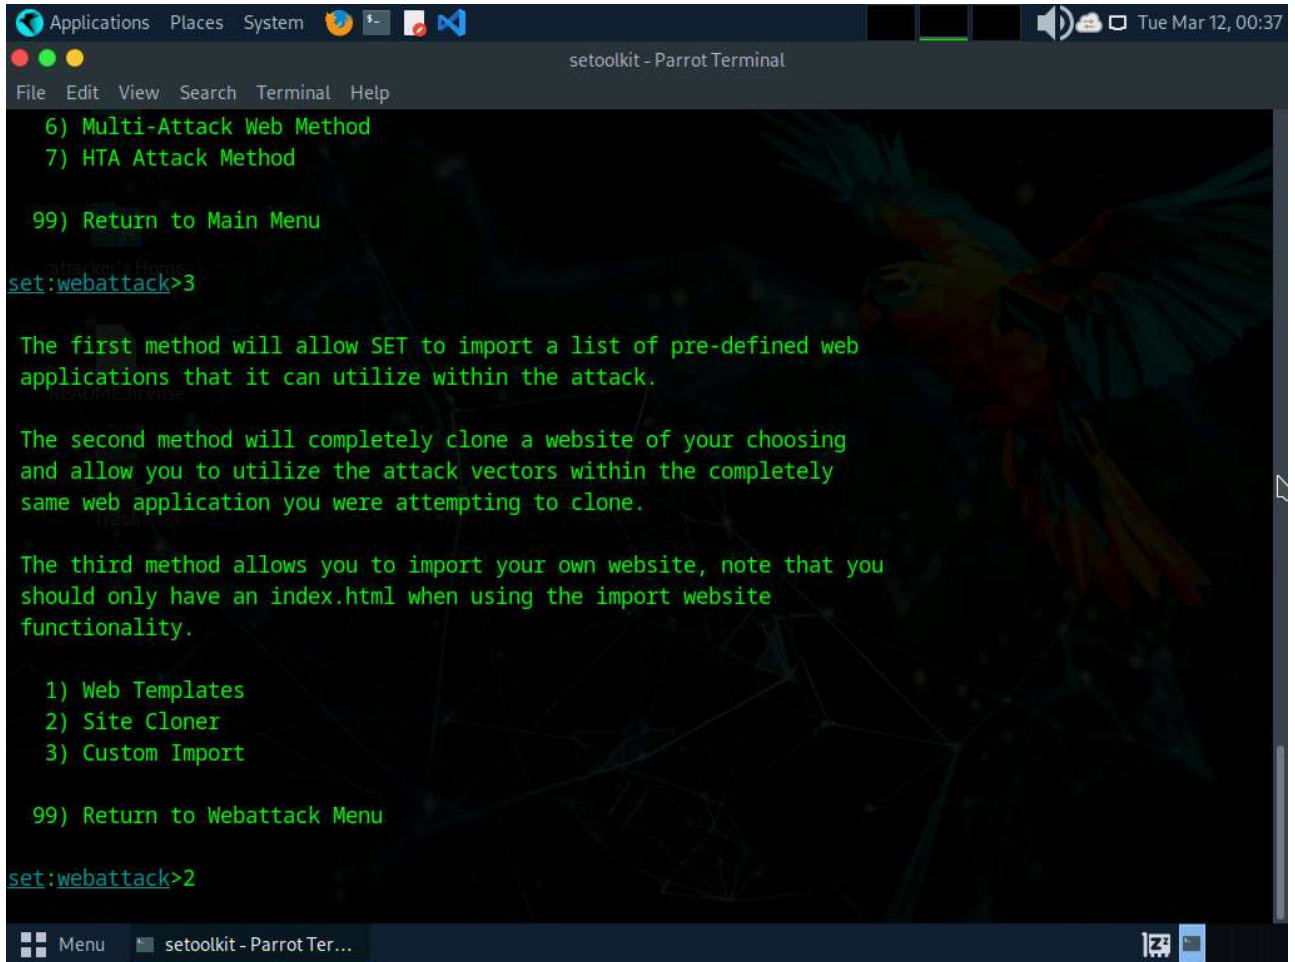 Applications Places System Tue Mar 12, 00:37
setoolkit - Parrot Terminal
File Edit View Search Terminal Help
6) Multi-Attack Web Method
7) HTA Attack Method
99) Return to Main Menu
attacker's Home
set:webattack>3
The first method will allow SET to import a list of pre-defined web
applications that it can utilize within the attack.
README.license
The second method will completely clone a website of your choosing
and allow you to utilize the attack vectors within the completely
same web application you were attempting to clone.
Trash
The third method allows you to import your own website, note that you
should only have an index.html when using the import website
functionality.
1) Web Templates
2) Site Cloner
3) Custom Import
99) Return to Webattack Menu
set:webattack>2
Menu setoolkit - Parrot Ter...